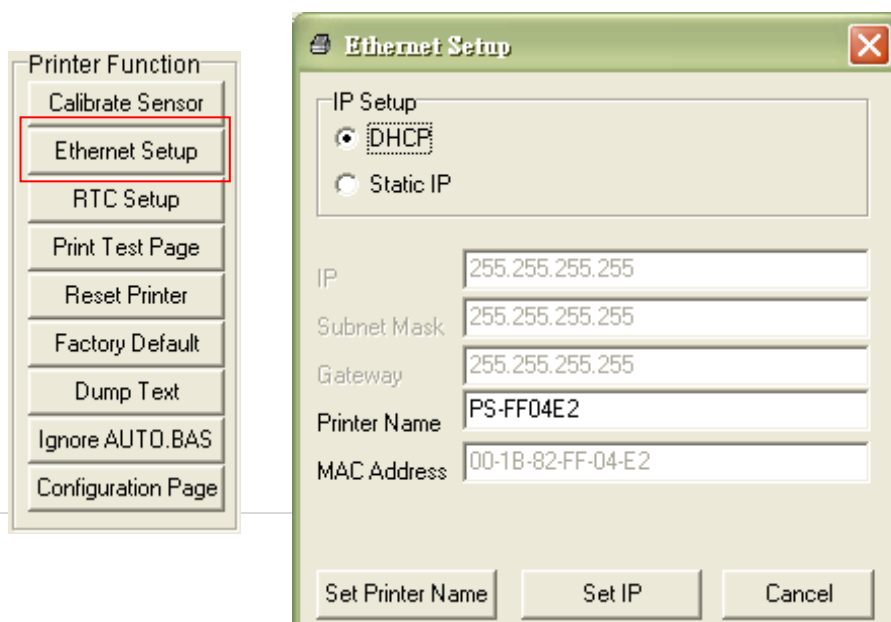 Printer Function
Calibrate Sensor
Ethernet Setup
RTC Setup
Print Test Page
Reset Printer
Factory Default
Dump Text
Ignore AUTO.BAS
Configuration Page
Ethernet Setup
IP Setup
DHCP
Static IP
IP 255.255.255.255
Subnet Mask 255.255.255.255
Gateway 255.255.255.255
Printer Name PS-FF04E2
MAC Address 00-1B-82-FF-04-E2
Set Printer Name Set IP Cancel